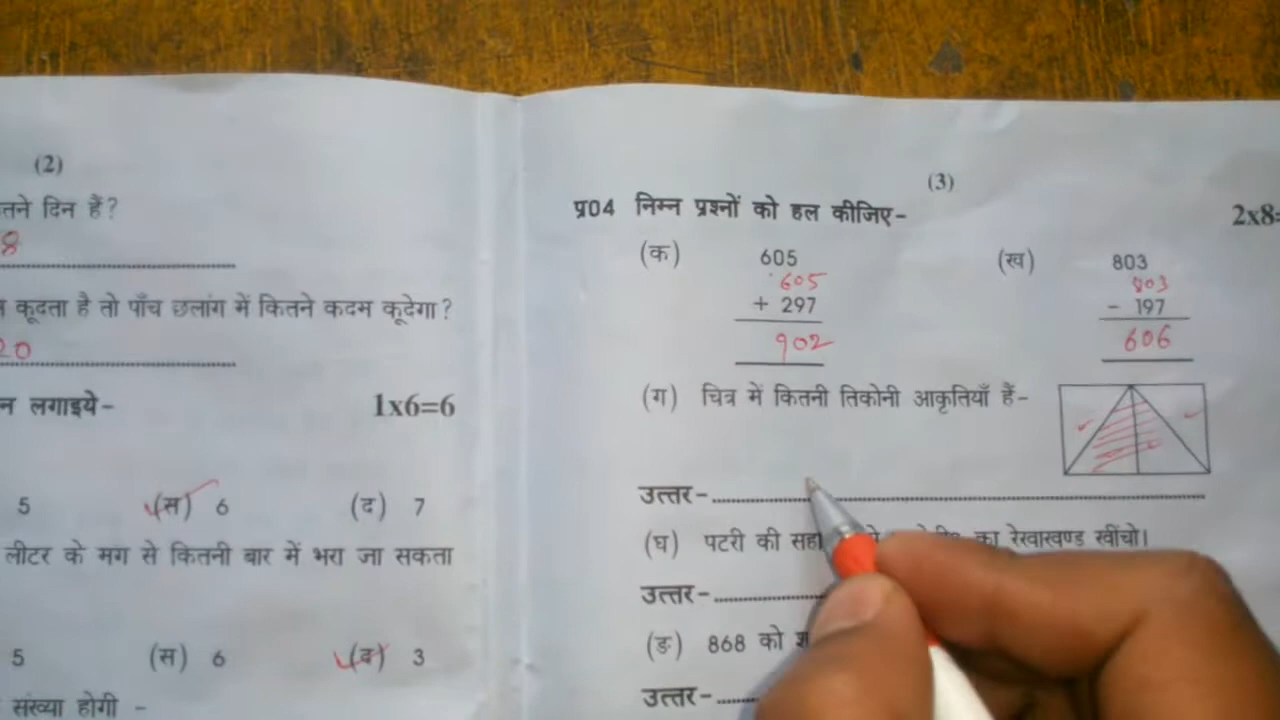 (2)
तने दिन हैं?
8
कूदता है तो पाँच छलांग में कितने कदम कूदेगा?
20
न लगाइये- 1x6=6
5 (स) 6 (द) 7
लीटर के मग से कितनी बार में भरा जा सकता
5 (स) 6 (द) 3
संख्या होगी -
(3)
प्र04 निम्न प्रश्नों को हल कीजिए- 2x8=
(क) 605 (ख) 803
605 803
+ 297 - 197
902 606
(ग) चित्र में कितनी तिकोनी आकृतियाँ हैं-
उत्तर-
(घ) पटरी की सहा का रेखाखण्ड खींचो।
उत्तर-
(ङ) 868 को
उत्तर-